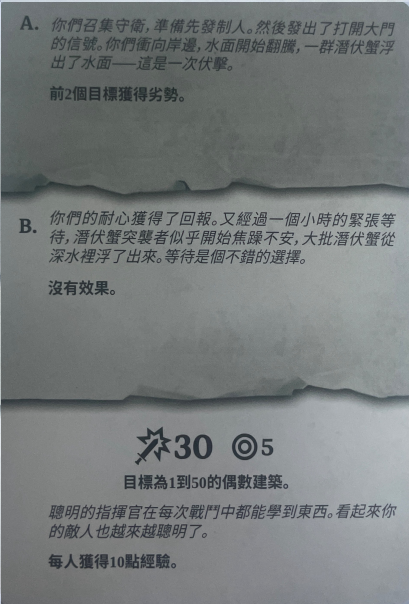 A. 你們召集守衛,準備先發制人。然後發出了打開大門
的信號。你們衝向岸邊,水面開始翻騰,一群潛伏蟹浮
出了水面——這是一次伏擊。
前2個目標獲得劣勢。
B. 你們的耐心獲得了回報。又經過一個小時的緊張等
待,潛伏蟹突襲者似乎開始焦躁不安,大批潛伏蟹從
深水裡浮了出來。等待是個不錯的選擇。
沒有效果。
30 5
目標為1到50的偶數建築。
聰明的指揮官在每次戰鬥中都能學到東西。看起來你
的敵人也越來越聰明了。
每人獲得10點經驗。